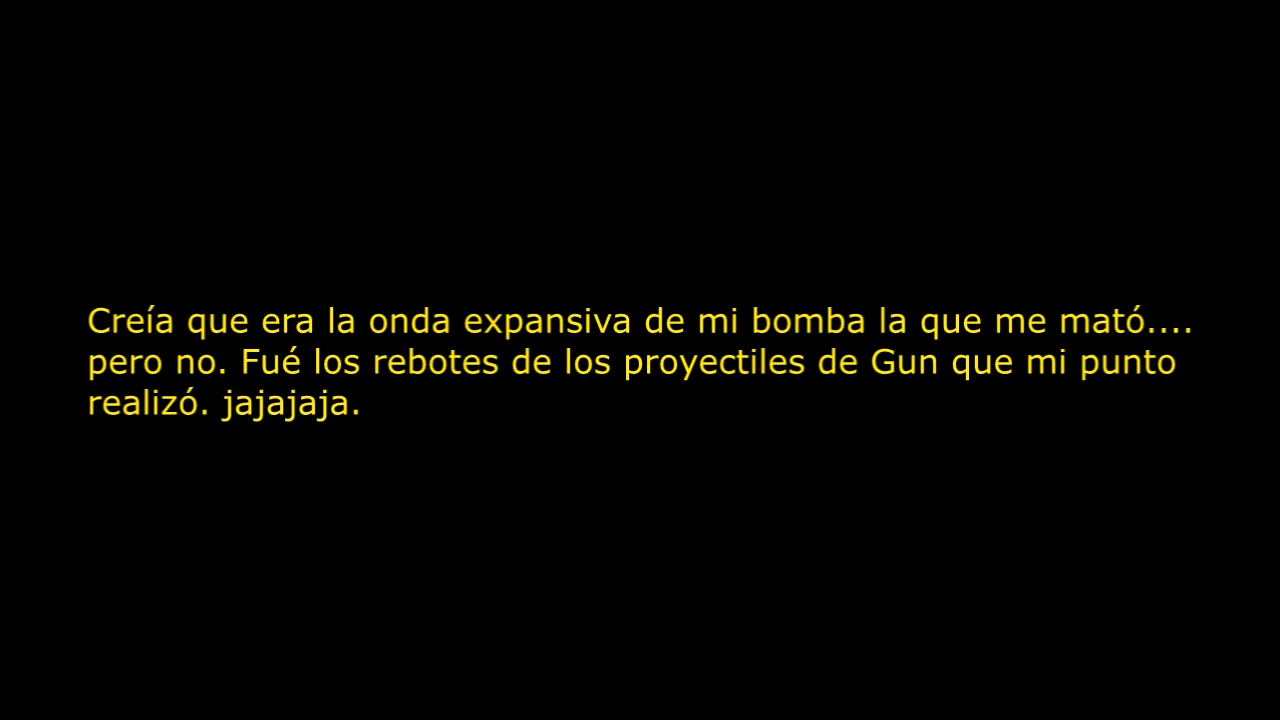 Creía que era la onda expansiva de mi bomba la que me mató....
pero no. Fué los rebotes de los proyectiles de Gun que mi punto
realizó. jajajaja.